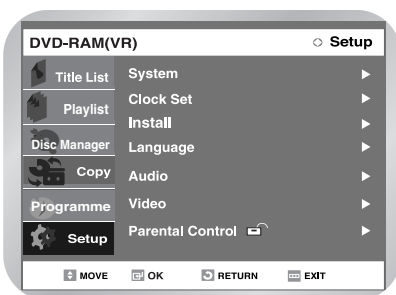 DVD-RAM(VR)
Setup
Title List
Playlist
Disc Manager
Copy
Programme
Setup
System
Clock Set
Install
Language
Audio
Video
Parental Control
MOVE OK RETURN EXIT